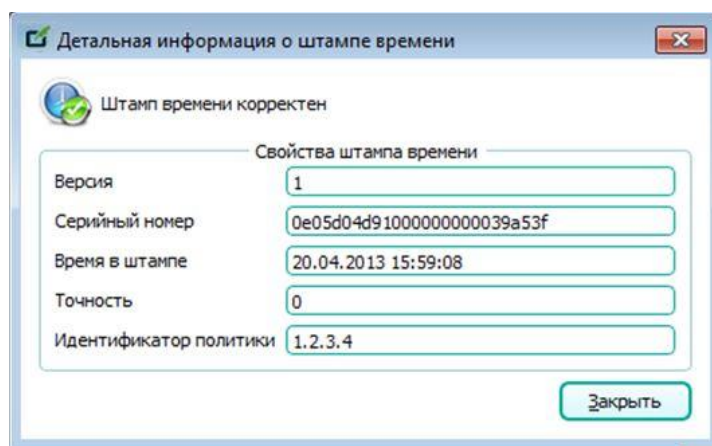 Детальная информация о штампе времени
Штамп времени корректен
Свойства штампа времени
Версия 1
Серийный номер 0e05d04d91000000000039a53f
Время в штампе 20.04.2013 15:59:08
Точность 0
Идентификатор политики 1.2.3.4
Закрыть